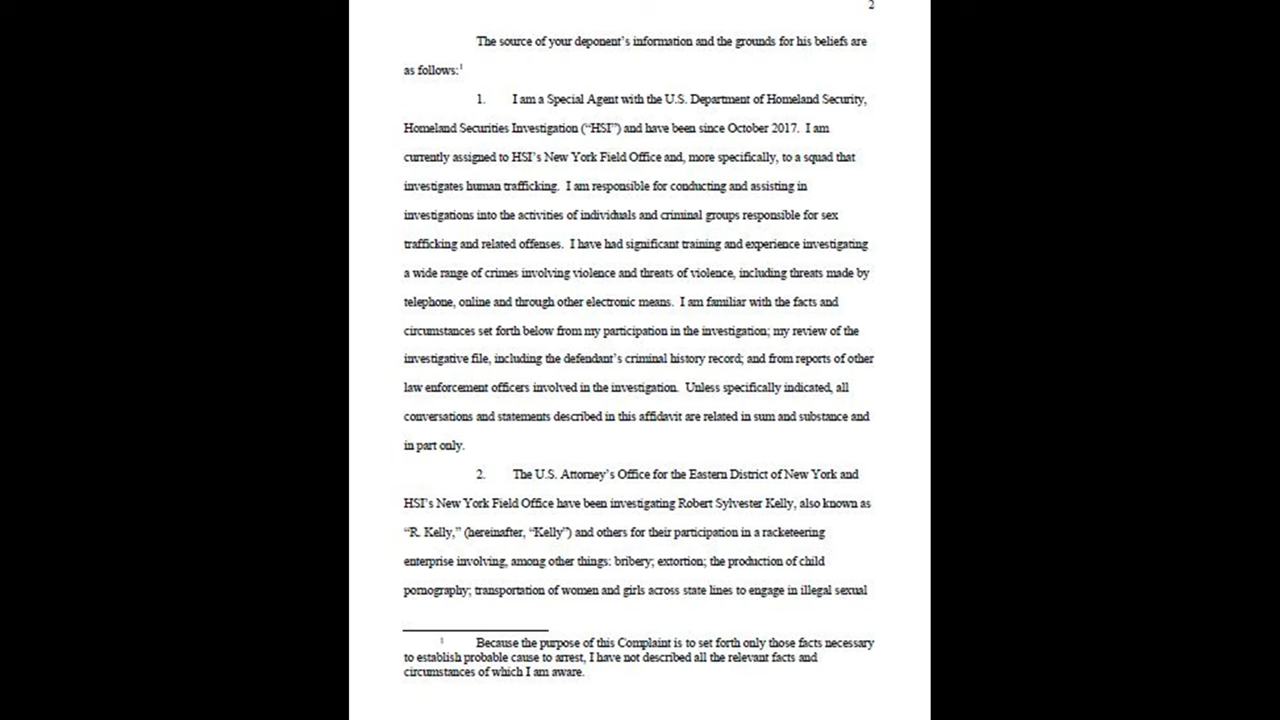 2
The source of your deponent's information and the grounds for his beliefs are
as follows:1
1. I am a Special Agent with the U.S. Department of Homeland Security,
Homeland Securities Investigation (“HSI”) and have been since October 2017. I am
currently assigned to HSI's New York Field Office and, more specifically, to a squad that
investigates human trafficking. I am responsible for conducting and assisting in
investigations into the activities of individuals and criminal groups responsible for sex
trafficking and related offenses. I have had significant training and experience investigating
a wide range of crimes involving violence and threats of violence, including threats made by
telephone, online and through other electronic means. I am familiar with the facts and
circumstances set forth below from my participation in the investigation; my review of the
investigative file, including the defendant's criminal history record; and from reports of other
law enforcement officers involved in the investigation. Unless specifically indicated, all
conversations and statements described in this affidavit are related in sum and substance and
in part only.
2. The U.S. Attorney's Office for the Eastern District of New York and
HSI's New York Field Office have been investigating Robert Sylvester Kelly, also known as
“R. Kelly,” (hereinafter, “Kelly”) and others for their participation in a racketeering
enterprise involving, among other things: bribery; extortion; the production of child
pornography; transportation of women and girls across state lines to engage in illegal sexual
1 Because the purpose of this Complaint is to set forth only those facts necessary
to establish probable cause to arrest, I have not described all the relevant facts and
circumstances of which I am aware.